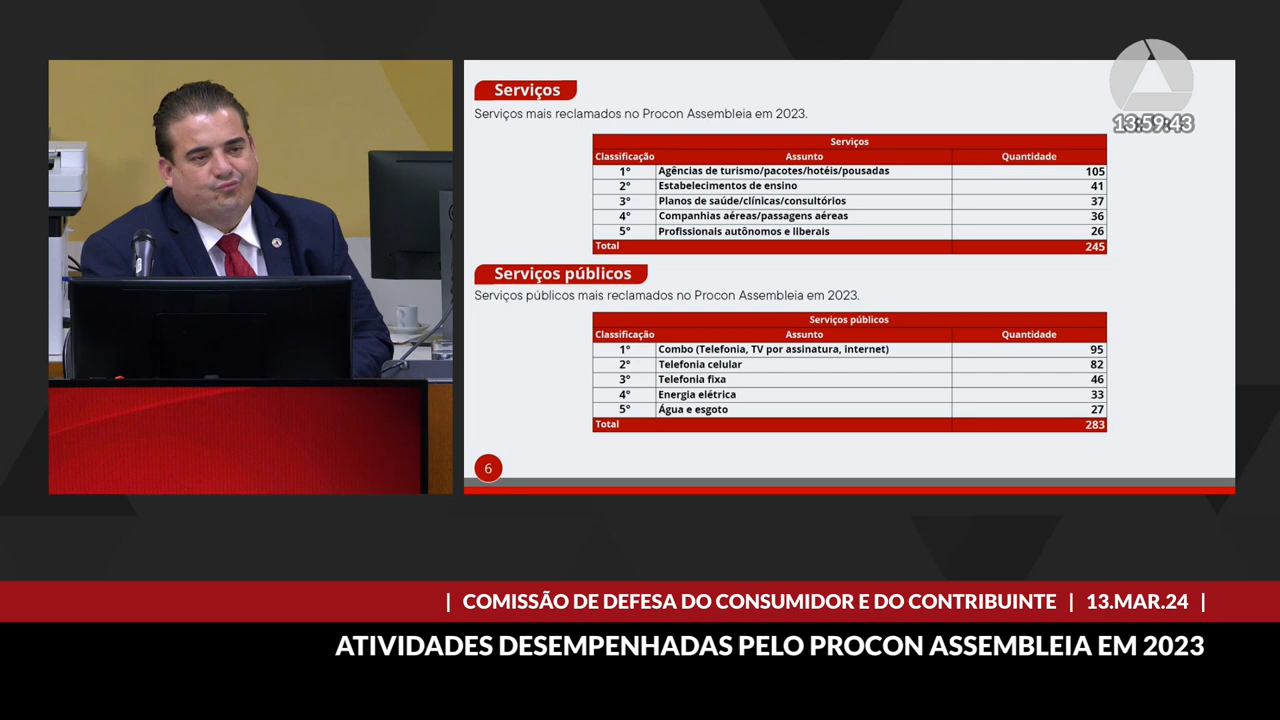 13:59:43
Serviços
Serviços mais reclamados no Procon Assembleia em 2023.
Serviços
Classificação Assunto Quantidade
1° Agências de turismo/pacotes/hotéis/pousadas 105
2° Estabelecimentos de ensino 41
3° Planos de saúde/clínicas/consultórios 37
4° Companhias aéreas/passagens aéreas 36
5° Profissionais autônomos e liberais 26
Total 245
Serviços públicos
Serviços públicos mais reclamados no Procon Assembleia em 2023.
Serviços públicos
Classificação Assunto Quantidade
1° Combo (Telefonia, TV por assinatura, internet) 95
2° Telefonia celular 82
3° Telefonia fixa 46
4° Energia elétrica 33
5° Água e esgoto 27
Total 283
6
| COMISSÃO DE DEFESA DO CONSUMIDOR E DO CONTRIBUINTE | 13.MAR.24 |
ATIVIDADES DESEMPENHADAS PELO PROCON ASSEMBLEIA EM 2023